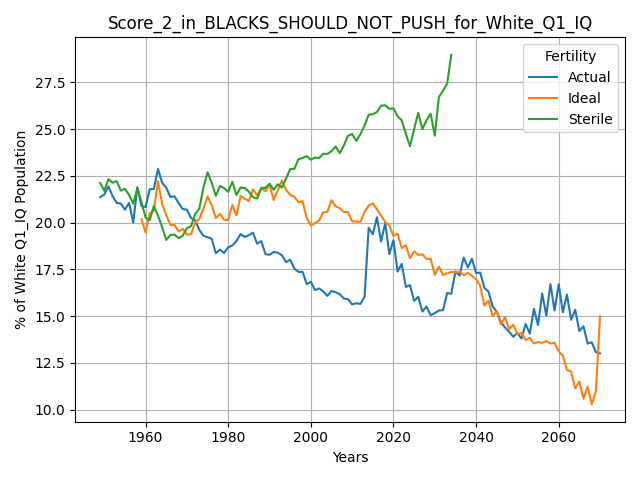 Score_2_in_BLACKS_SHOULD_NOT_PUSH_for_White_Q1_IQ
Fertility
Actual
Ideal
Sterile
% of White Q1_IQ Population
27.5
25.0
22.5
20.0
17.5
15.0
12.5
10.0
1960
1980
2000
2020
2040
2060
Years